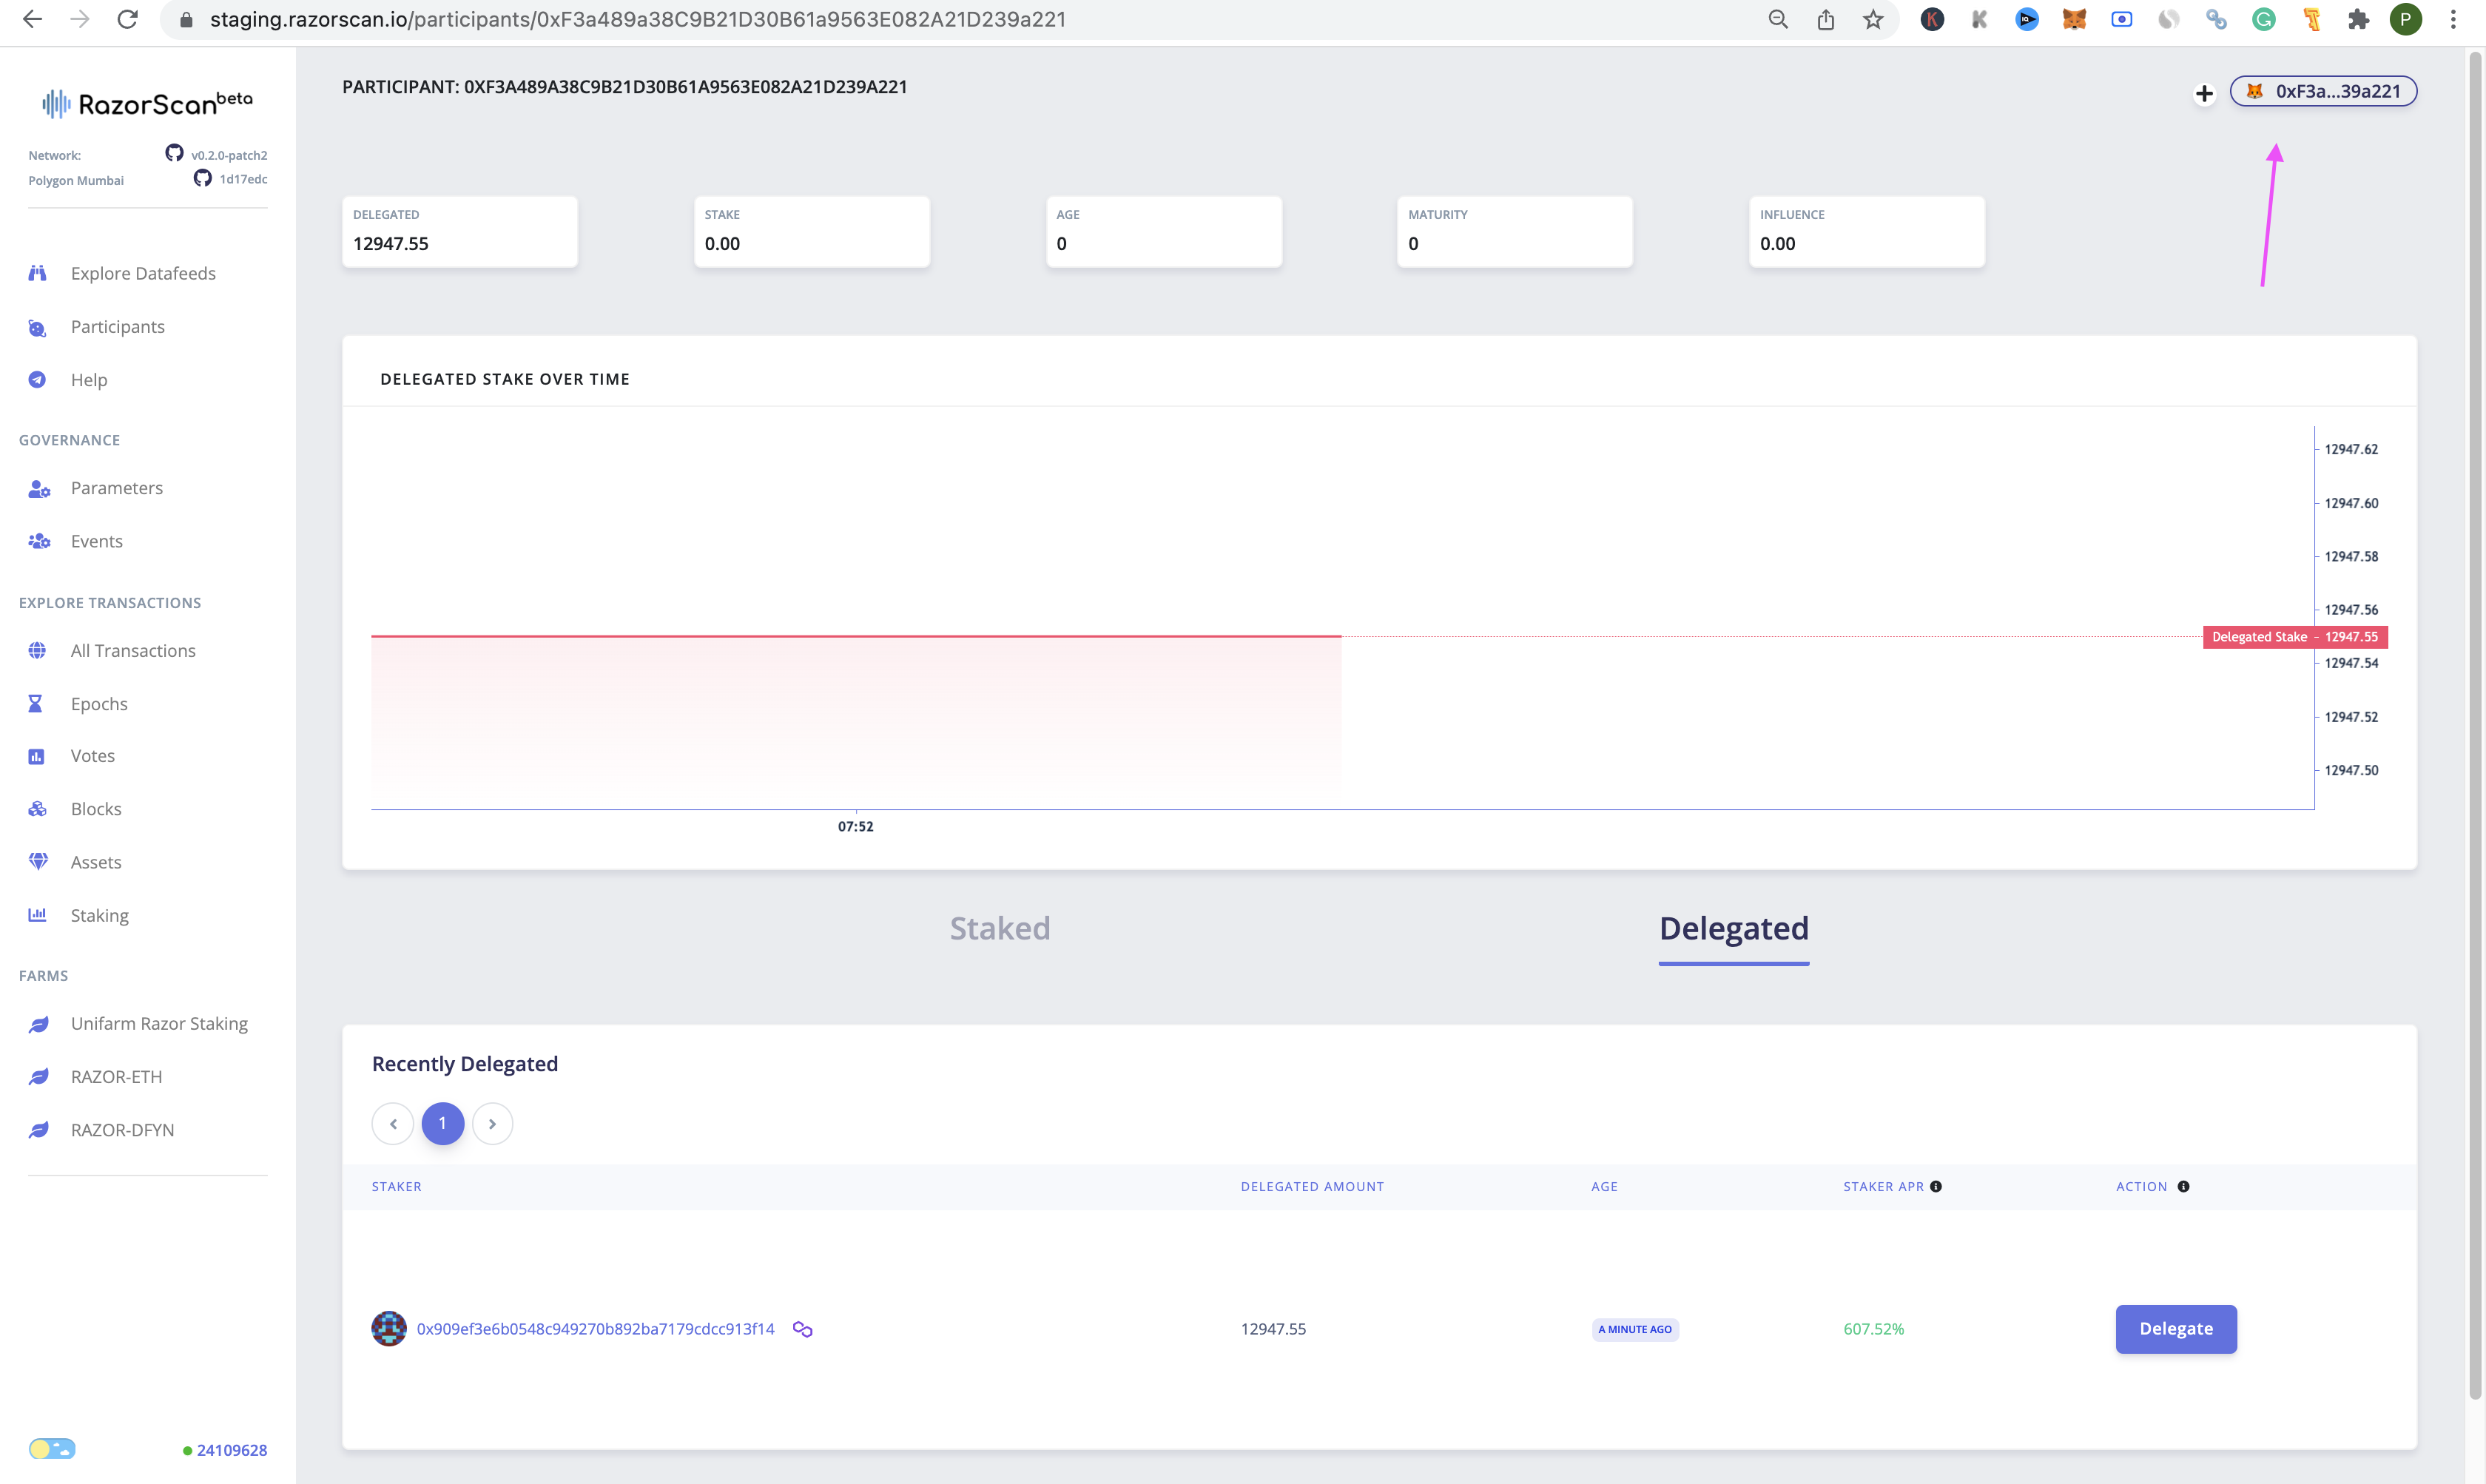 staging.razorscan.io/participants/0xF3a489a38C9B21D30B61a9563E082A21D239a221
P
RazorScan beta
Network:
v0.2.0-patch2
Polygon Mumbai
1d17edc
Explore Datafeeds
Participants
Help
GOVERNANCE
Parameters
Events
EXPLORE TRANSACTIONS
All Transactions
Epochs
Votes
Blocks
Assets
Staking
FARMS
Unifarm Razor Staking
RAZOR-ETH
RAZOR-DFYN
24109628
PARTICIPANT: 0XF3A489A38C9B21D30B61A9563E082A21D239A221
0xF3a...39a221
DELEGATED
12947.55
STAKE
0.00
AGE
0
MATURITY
0
INFLUENCE
0.00
DELEGATED STAKE OVER TIME
12947.62
12947.60
12947.58
12947.56
Delegated Stake - 12947.55
12947.54
12947.52
12947.50
07:52
Staked
Delegated
Recently Delegated
1
STAKER DELEGATED AMOUNT AGE STAKER APR ACTION
0x909ef3e6b0548c949270b892ba7179cdcc913f14 12947.55 A MINUTE AGO 607.52% Delegate